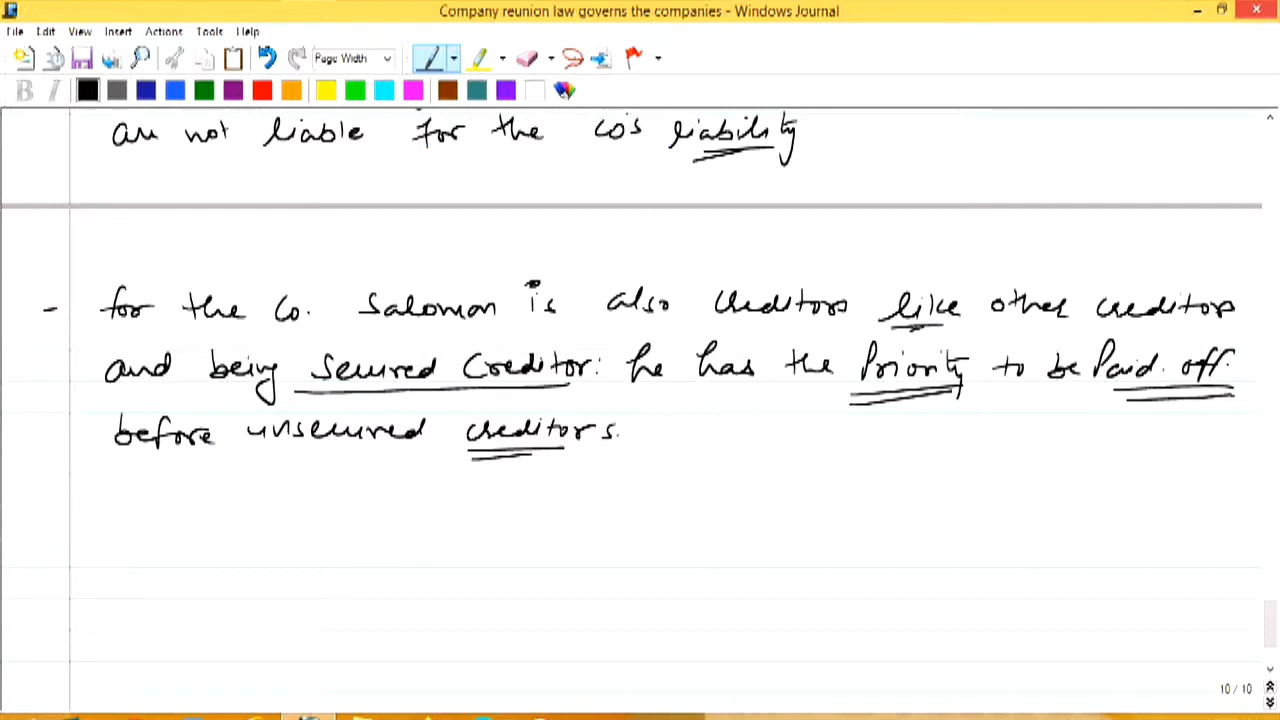 Company reunion law governs the companies - Windows Journal
File Edit View Insert Actions Tools Help
Page Width
B I
are not liable for the co's liability
- for the Co. Salomon is also creditors like other creditors
and being secured Creditor: he has the Priority to be Paid off.
before unsecured creditors.
10 / 10